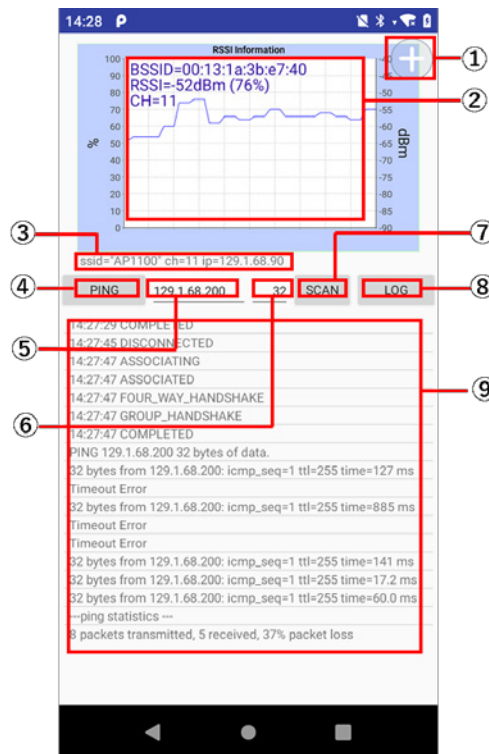 14:28
RSSI Information
①
BSSID=00:13:1a:3b:e7:40
RSSI=-52dBm (76%)
CH=11
②
100
90
80
70
60
50
40
30
20
10
0
%
-40
-50
-55
-60
-65
-70
-75
-80
-85
-90
dBm
③
ssid="AP1100" ch=11 ip=129.1.68.90
⑦
④
PING
129.1.68.200
32
SCAN
LOG
⑧
⑤
⑥
⑨
14:27:29 COMPLETED
14:27:45 DISCONNECTED
14:27:47 ASSOCIATING
14:27:47 ASSOCIATED
14:27:47 FOUR_WAY_HANDSHAKE
14:27:47 GROUP_HANDSHAKE
14:27:47 COMPLETED
PING 129.1.68.200 32 bytes of data.
32 bytes from 129.1.68.200: icmp_seq=1 ttl=255 time=127 ms
Timeout Error
32 bytes from 129.1.68.200: icmp_seq=1 ttl=255 time=885 ms
Timeout Error
Timeout Error
32 bytes from 129.1.68.200: icmp_seq=1 ttl=255 time=141 ms
32 bytes from 129.1.68.200: icmp_seq=1 ttl=255 time=17.2 ms
32 bytes from 129.1.68.200: icmp_seq=1 ttl=255 time=60.0 ms
---ping statistics ---
8 packets transmitted, 5 received, 37% packet loss